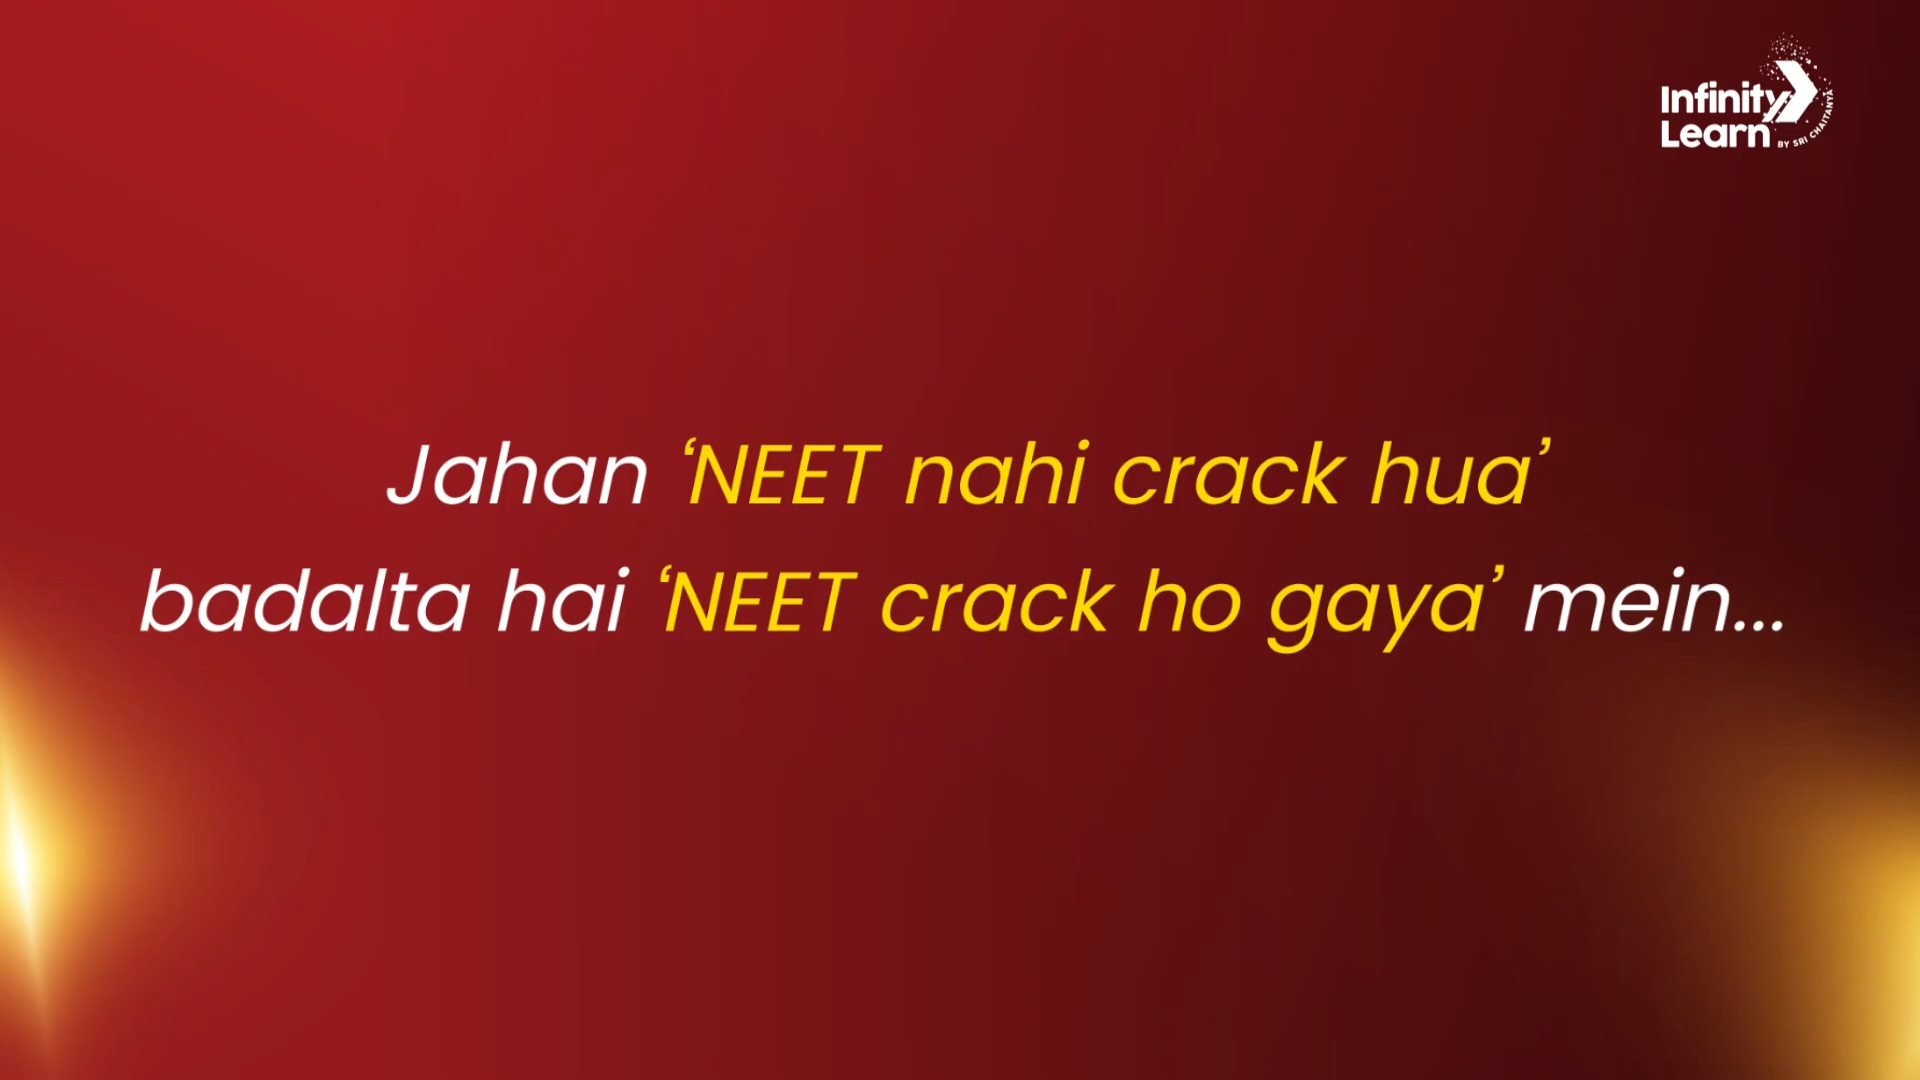 Infinity
Learn
BY SRI CHAITANYA
Jahan ‘NEET nahi crack hua’
badalta hai ‘NEET crack ho gaya’ mein...